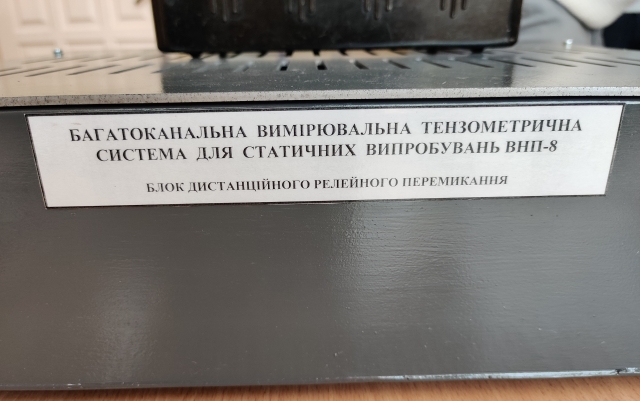 БАГАТОКАНАЛЬНА ВИМІРЮВАЛЬНА ТЕНЗОМЕТРИЧНА
СИСТЕМА ДЛЯ СТАТИЧНИХ ВИПРОБУВАНЬ ВНП-8
БЛОК ДИСТАНЦІЙНОГО РЕЛЕЙНОГО ПЕРЕМИКАННЯ